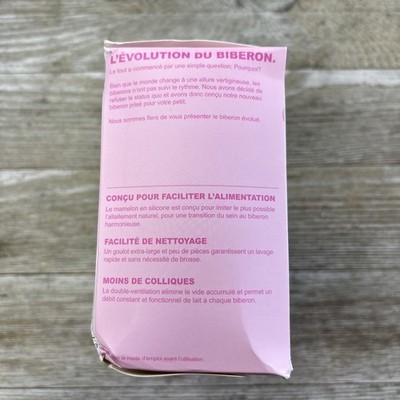 L'ÉVOLUTION DU BIBERON.
Le tout a commencé par une simple question: Pourquoi?
Bien que le monde change à une allure vertigineuse, les
biberons n'ont pas suivi le rythme. Nous avons décidé de
refuser le status quo et avons donc conçu notre nouveau
biberon prisé pour votre petit.
Nous sommes fiers de vous présenter le biberon évolué.
CONÇU POUR FACILITER L'ALIMENTATION
Le mamelon en silicone est conçu pour imiter le plus possible
l'allaitement naturel, pour une transition du sein au biberon
harmonieuse.
FACILITÉ DE NETTOYAGE
Un goulot extra-large et peu de pièces garantissent un lavage
rapide et sans nécessité de brosse.
MOINS DE COLIQUES
La double-ventilation élimine le vide accumulé et permet un
débit constant et fonctionnel de lait à chaque biberon.
le mode d'emploi avant l'utilisation.